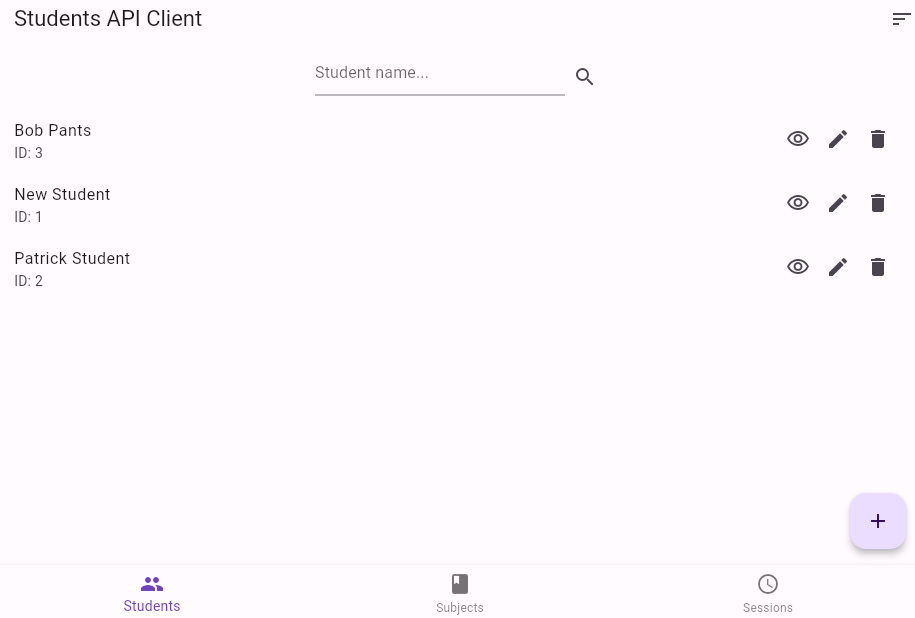 Students API Client
Student name...
Bob Pants
ID: 3
New Student
ID: 1
Patrick Student
ID: 2
Students
Subjects
Sessions